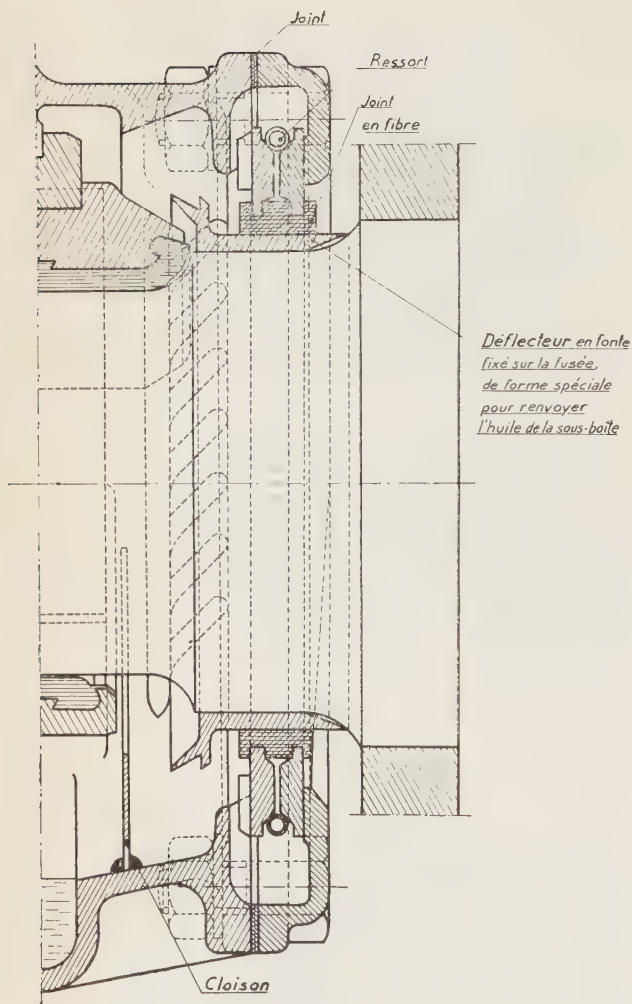 Joint
Ressort
Joint
en fibre
Déflecteur en fonte
fixé sur la fusée,
de forme spéciale
pour renvoyer
l'huile de la sous-boîte
Cloison